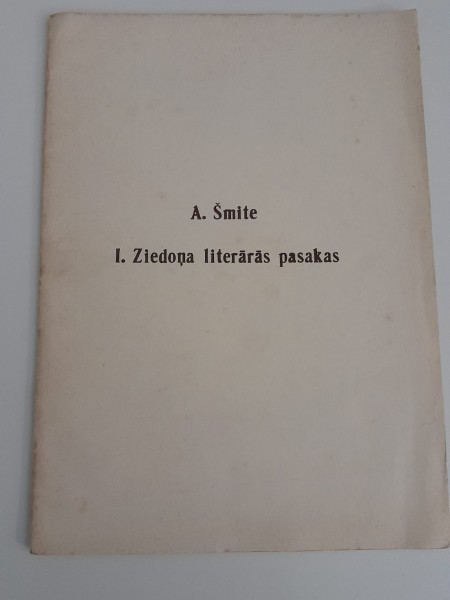 A. Šmite
I. Ziedoņa literārās pasakas